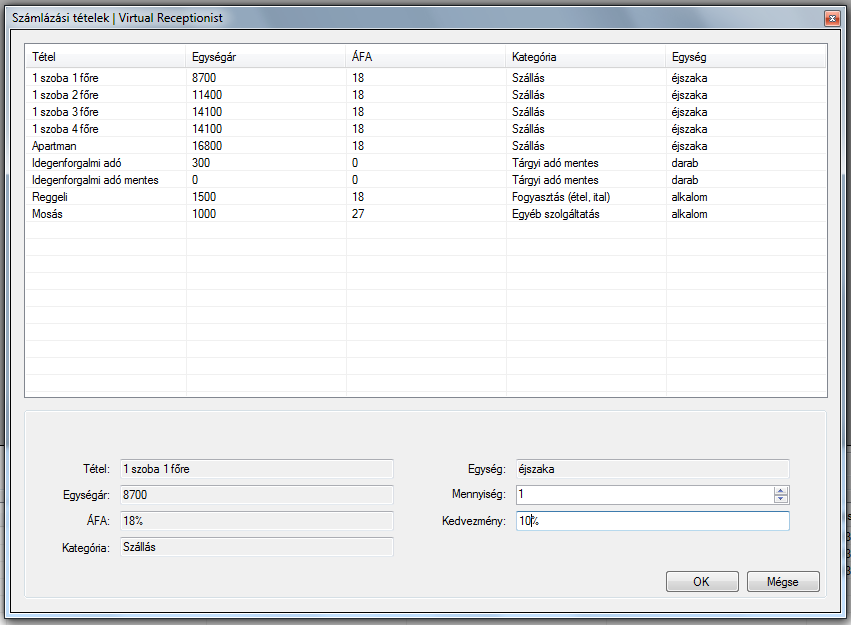 Számlázási tételek | Virtual Receptionist
Tétel Egységár ÁFA Kategória Egység
1 szoba 1 főre 8700 18 Szállás éjszaka
1 szoba 2 főre 11400 18 Szállás éjszaka
1 szoba 3 főre 14100 18 Szállás éjszaka
1 szoba 4 főre 14100 18 Szállás éjszaka
Apartman 16800 18 Szállás éjszaka
Idegenforgalmi adó 300 0 Tárgyi adó mentes darab
Idegenforgalmi adó mentes 0 0 Tárgyi adó mentes darab
Reggeli 1500 18 Fogyasztás (étel, ital) alkalom
Mosás 1000 27 Egyéb szolgáltatás alkalom
Tétel: 1 szoba 1 főre Egység: éjszaka
Egységár: 8700 Mennyiség: 1
ÁFA: 18% Kedvezmény: 10%
Kategória: Szállás
OK Mégse